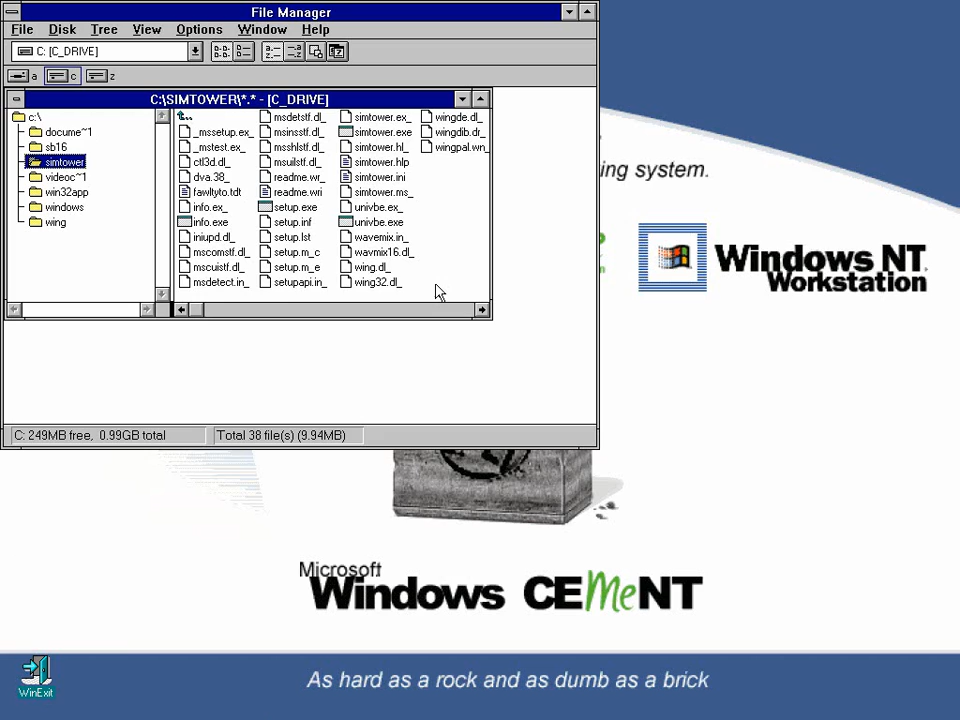 File Manager
File Disk Tree View Options Window Help
C: [C_DRIVE]
a c z
C:\SIMTOWER\*.* - [C_DRIVE]
c:\
docume~1
sb16
simtower
videoc~1
win32app
windows
wing
_mssetup.ex_
_mstest.ex_
ctl3d.dl_
dva.38_
fawltyto.tdt
info.ex_
info.exe
iniupd.dl_
mscomstf.dl_
mscuistf.dl_
msdetect.in_
msdetstf.dl_
msinsstf.dl_
msshlstf.dl_
msuilstf.dl_
readme.wr_
readme.wri
setup.exe
setup.inf
setup.lst
setup.m_c
setup.m_e
setupapi.in_
simtower.ex_
simtower.exe
simtower.hl_
simtower.hlp
simtower.ini
simtower.ms_
univbe.ex_
univbe.exe
wavemix.in_
wavmix16.dl_
wing.dl_
wing32.dl_
wingde.dl_
wingdib.dr_
wingpal.wn_
C: 249MB free, 0.99GB total
Total 38 file(s) (9.94MB)
ing system.
Windows NT
Workstation
Microsoft
Windows CEMeNT
WinExit
As hard as a rock and as dumb as a brick